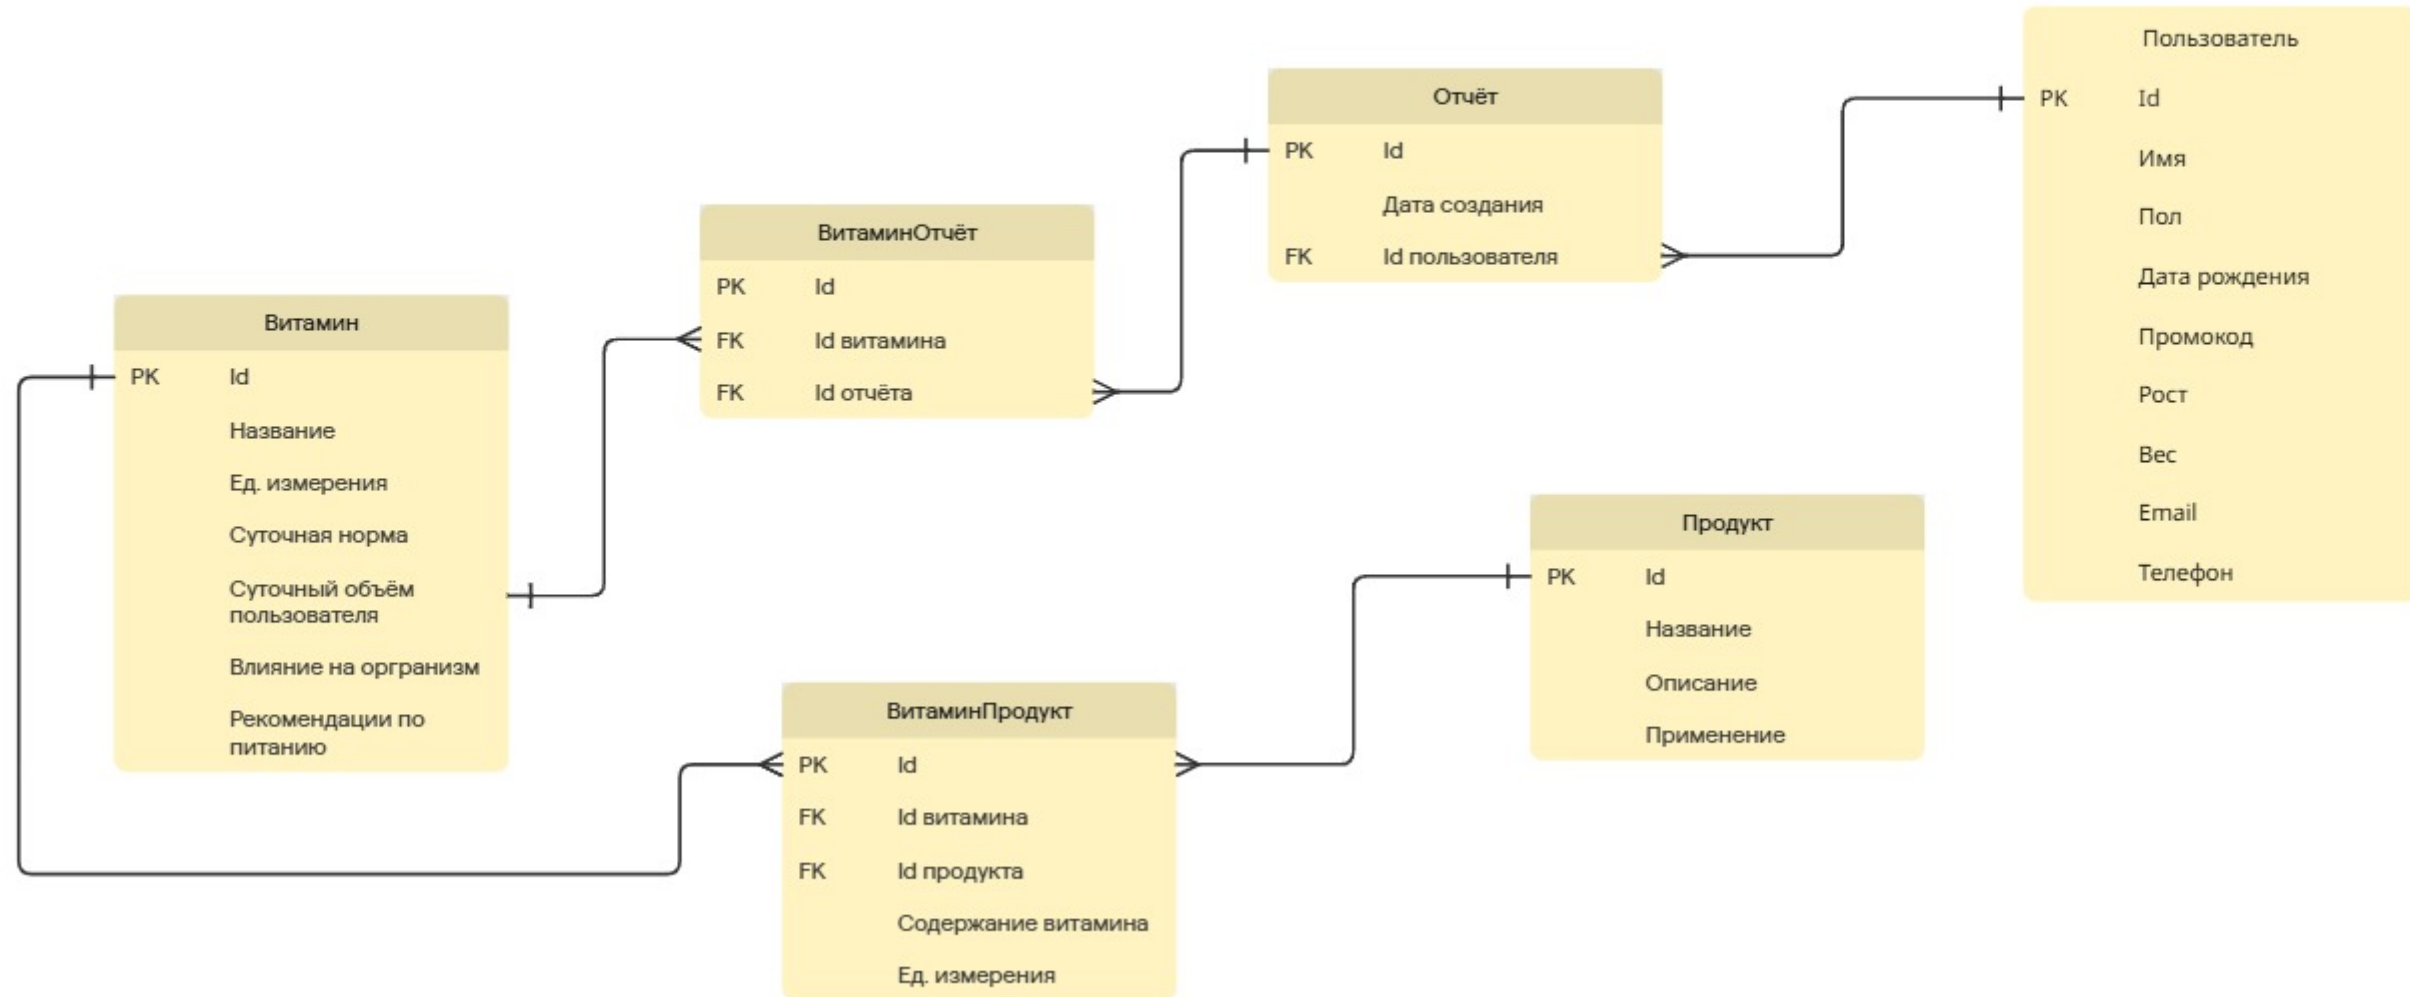 Пользователь
PK Id
Имя
Пол
Дата рождения
Промокод
Рост
Вес
Email
Телефон
Отчёт
PK Id
Дата создания
FK Id пользователя
ВитаминОтчёт
PK Id
FK Id витамина
FK Id отчёта
Витамин
PK Id
Название
Ед. измерения
Суточная норма
Суточный объём
пользователя
Влияние на оргранизм
Рекомендации по
питанию
Продукт
PK Id
Название
Описание
Применение
ВитаминПродукт
PK Id
FK Id витамина
FK Id продукта
Содержание витамина
Ед. измерения